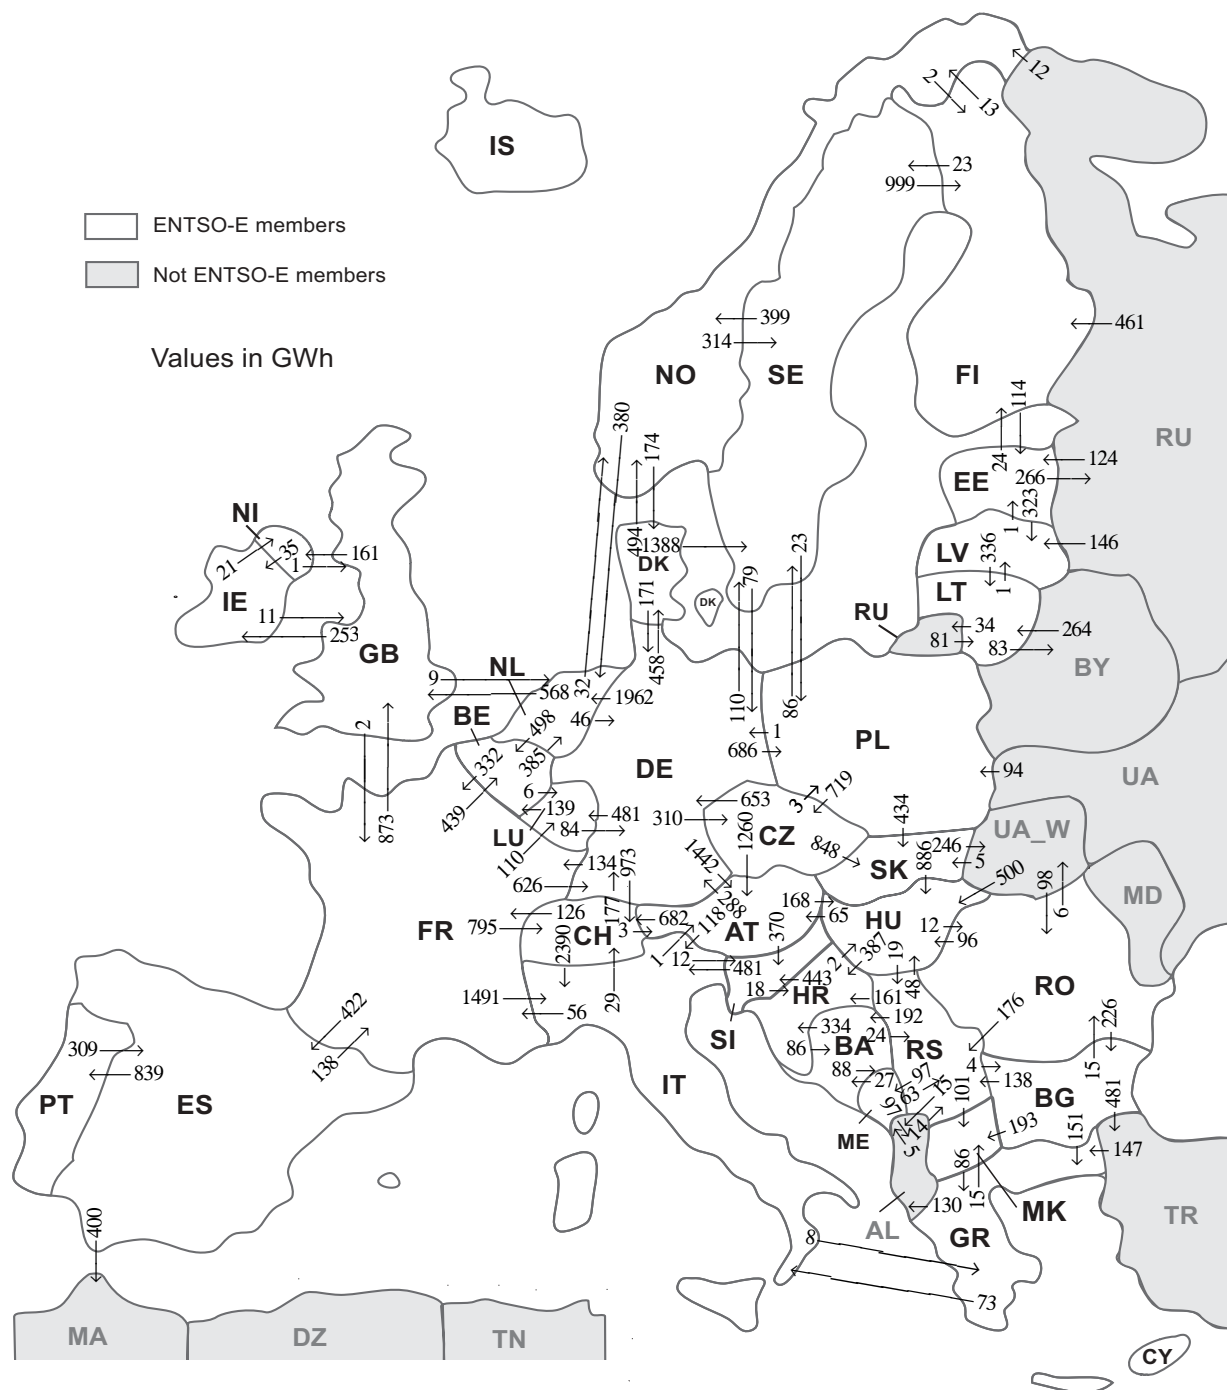 12
2
13
IS
23
999
ENTSO-E members
Not ENTSO-E members
399
461
314
Values in GWh
NO
SE
FI
114
380
174
RU
24
124
266
EE
NI
494
1388
323
1
23
35
161
21
1
DK
LV
336
146
79
171
1
IE
DK
LT
11
RU
34
253
81
264
GB
83
BY
458
NL
9
568
32
1962
110
86
BE
498
46
2
1
332
385
686
PL
DE
94
UA
719
6
653
3
439
139
310
434
873
LU
84
481
CZ
1260
UA_W
246
110
848
886
134
973
1442
SK
5
500
626
98
MD
177
288
168
6
126
682
65
HU
795
FR
CH
3
118
AT
370
12
2390
387
19
96
1
12
481
2
443
RO
1491
29
18
HR
48
161
56
176
422
192
226
SI
334
24
309
86
BA
RS
138
88
4
839
27
97
138
15
IT
63
15
101
PT
ES
97
BG
481
14
193
151
ME
5
86
147
130
15
400
MK
AL
GR
TR
8
73
MA
DZ
TN
CY